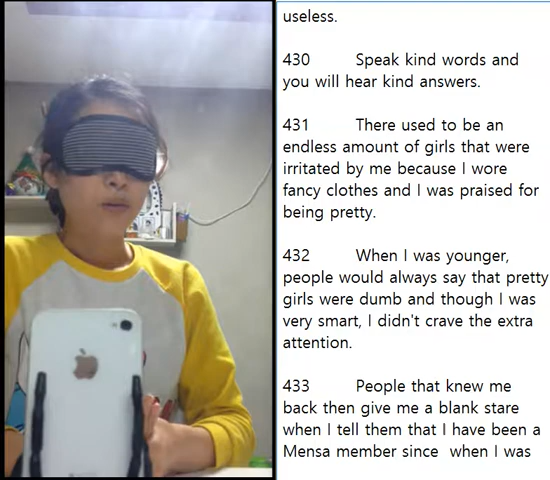 useless.
430 Speak kind words and
you will hear kind answers.
431 There used to be an
endless amount of girls that were
irritated by me because I wore
fancy clothes and I was praised for
being pretty.
432 When I was younger,
people would always say that pretty
girls were dumb and though I was
very smart, I didn't crave the extra
attention.
433 People that knew me
back then give me a blank stare
when I tell them that I have been a
Mensa member since when I was